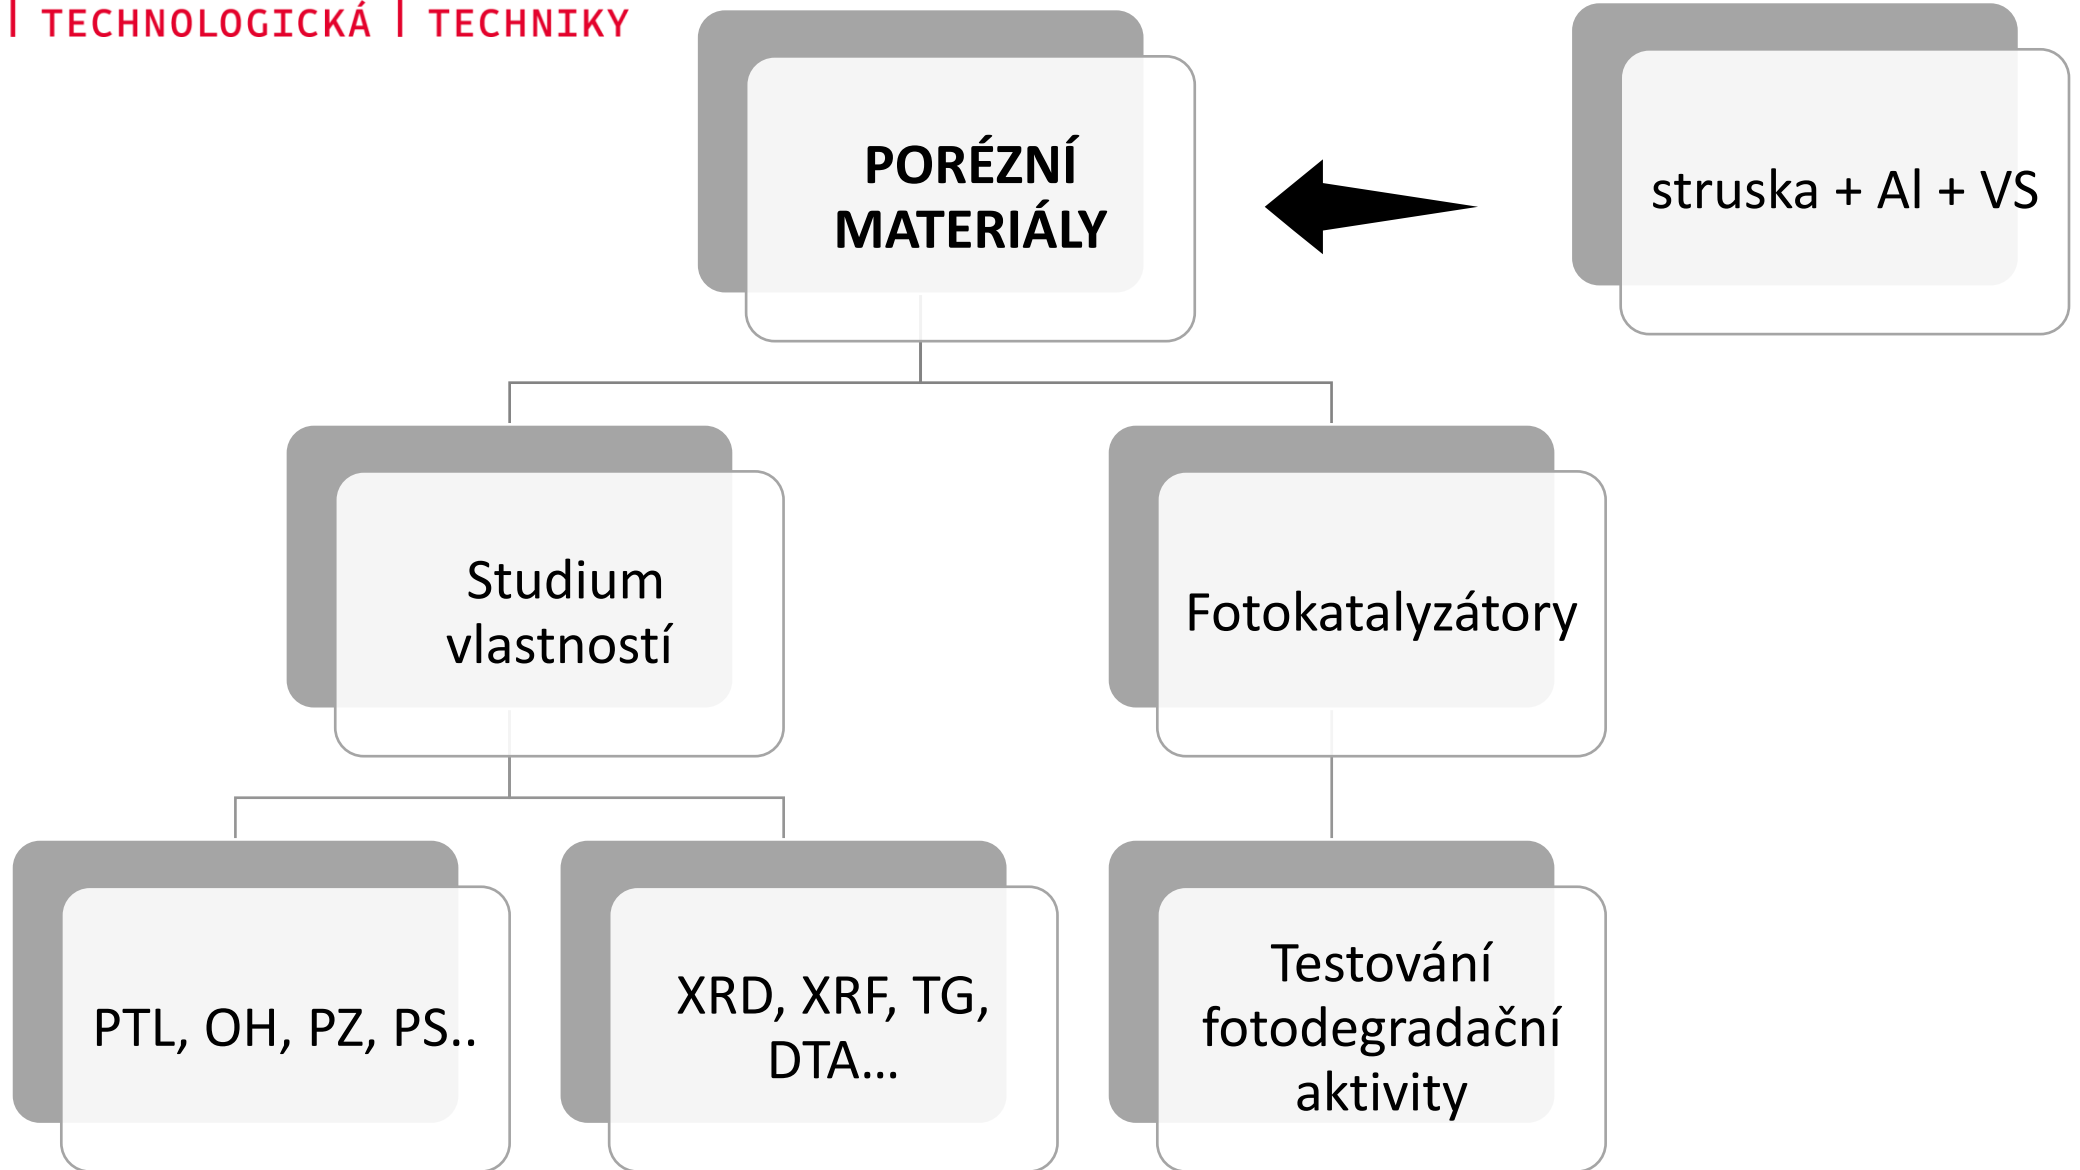 | TECHNOLOGICKÁ | TECHNIKY
PORÉZNÍ
MATERIÁLY
struska + Al + VS
Studium
vlastností
Fotokatalyzátory
PTL, OH, PZ, PS..
XRD, XRF, TG,
DTA...
Testování
fotodegradační
aktivity